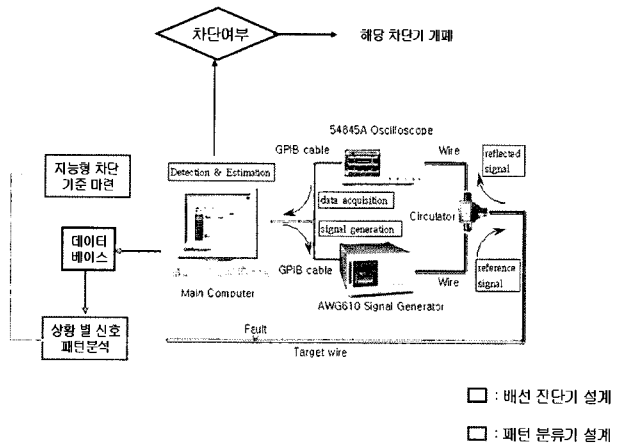 차단여부
해당 차단기 개폐
54845A Oscilloscope
GPIB cable
Wire
reflected
signal
지능형 차단
기준 마련
Detection & Estimation
data acquisition
Circulator
signal generation
데이터
베이스
GPIB cable
Main Computer
Wire
reference
signal
AWG610 Signal Generator
상황 별 신호
패턴분석
Fault
Target wire
: 배선 진단기 설계
: 패턴 분류기 설계